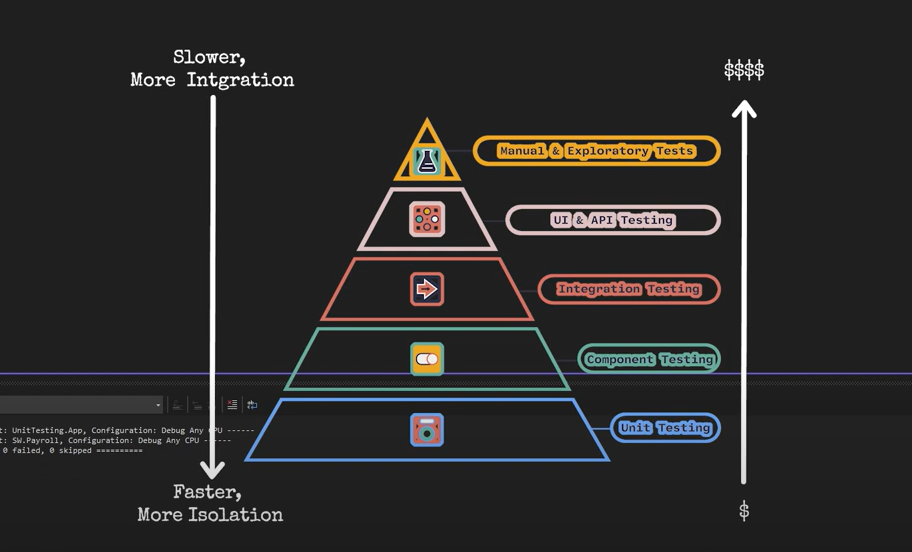 Slower,
More Intgration
$$$$
Manual & Exploratory Tests
UI & API Testing
Integration Testing
Component Testing
Unit Testing
t: UnitTesting.App, Configuration: Debug Any CPU ------
t: SW.Payroll, Configuration: Debug Any CPU ------
0 failed, 0 skipped ==========
Faster,
More Isolation
$